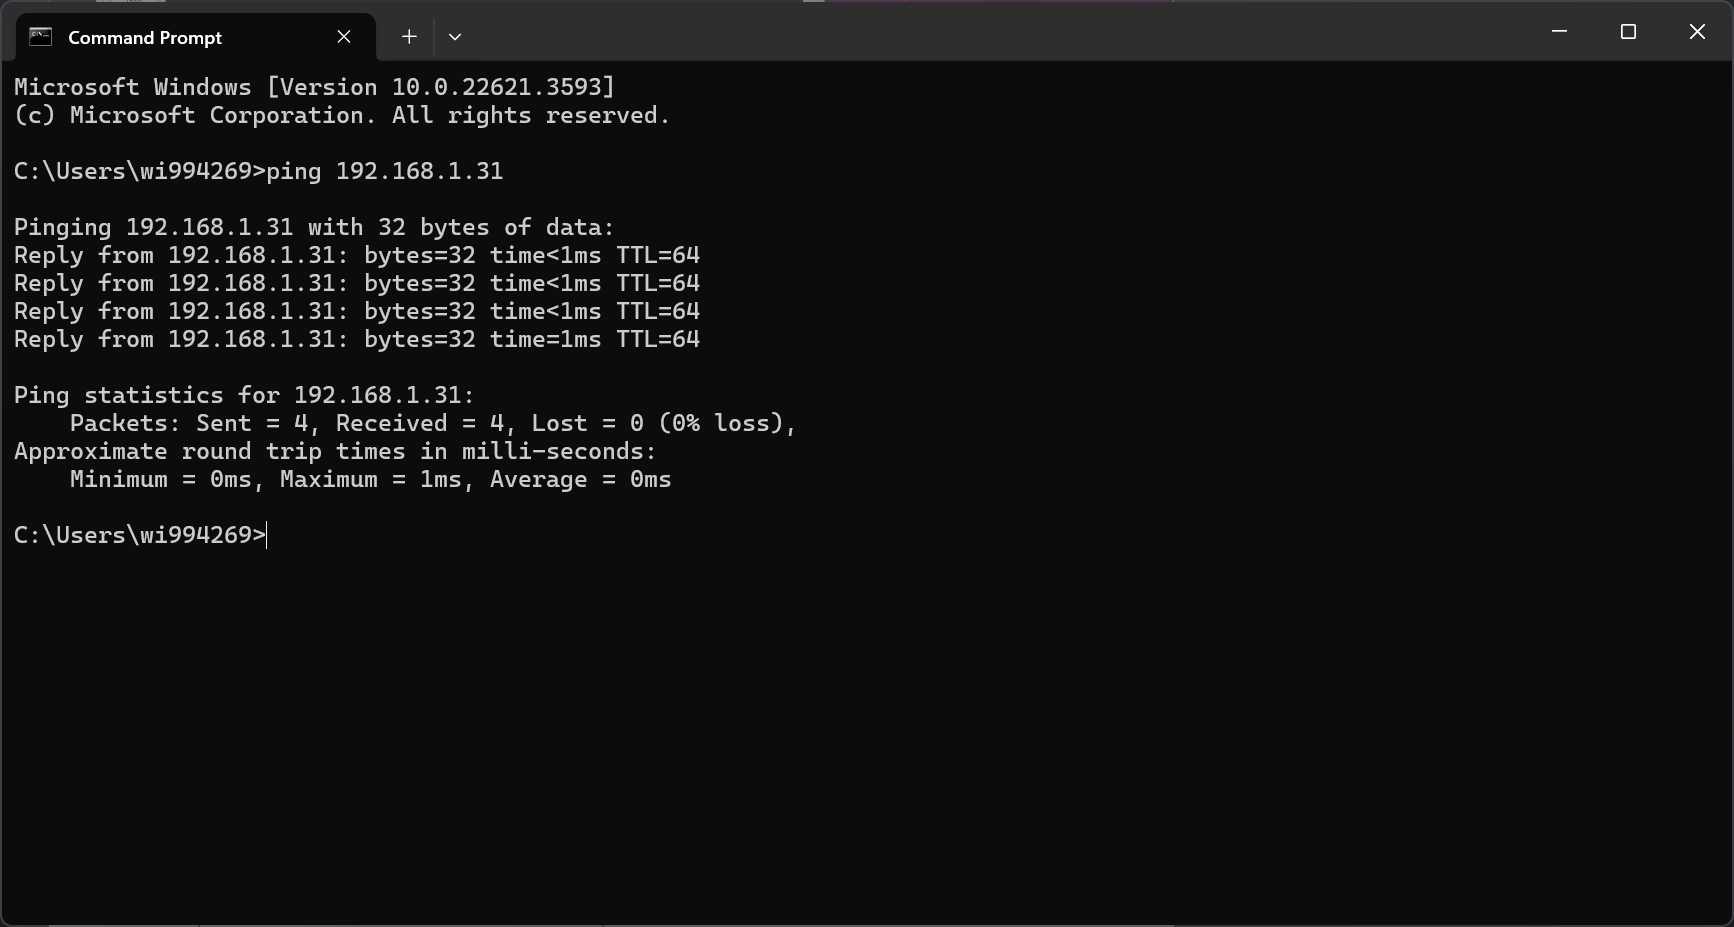 Command Prompt
Microsoft Windows [Version 10.0.22621.3593]
(c) Microsoft Corporation. All rights reserved.
C:\Users\wi994269>ping 192.168.1.31
Pinging 192.168.1.31 with 32 bytes of data:
Reply from 192.168.1.31: bytes=32 time<1ms TTL=64
Reply from 192.168.1.31: bytes=32 time<1ms TTL=64
Reply from 192.168.1.31: bytes=32 time<1ms TTL=64
Reply from 192.168.1.31: bytes=32 time=1ms TTL=64
Ping statistics for 192.168.1.31:
    Packets: Sent = 4, Received = 4, Lost = 0 (0% loss),
Approximate round trip times in milli-seconds:
    Minimum = 0ms, Maximum = 1ms, Average = 0ms
C:\Users\wi994269>